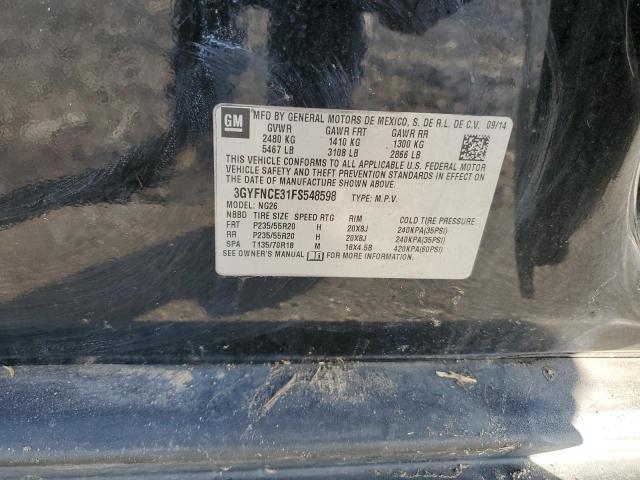 GM
MFD BY GENERAL MOTORS DE MEXICO, S. DE R.L. DE C.V. 09/14
GVWR GAWR FRT GAWR RR
2480 KG 1410 KG 1300 KG
5467 LB 3108 LB 2866 LB
THIS VEHICLE CONFORMS TO ALL APPLICABLE U.S. FEDERAL MOTOR
VEHICLE SAFETY AND THEFT PREVENTION STANDARDS IN EFFECT ON
THE DATE OF MANUFACTURE SHOWN ABOVE.
3GYFNCE31FS548598 TYPE: M.P.V.
MODEL: NG26
NBBD TIRE SIZE SPEED RTG RIM COLD TIRE PRESSURE
FRT P235/55R20 H 20X8J 240KPA(35PSI)
RR P235/55R20 H 20X8J 240KPA(35PSI)
SPA T135/70R18 M 18X4.5B 420KPA(60PSI)
SEE OWNER'S MANUAL FOR MORE INFORMATION.